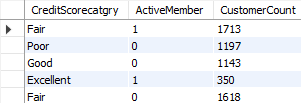 CreditScorecatgry ActiveMember CustomerCount
Fair 1 1713
Poor 0 1197
Good 0 1143
Excellent 1 350
Fair 0 1618